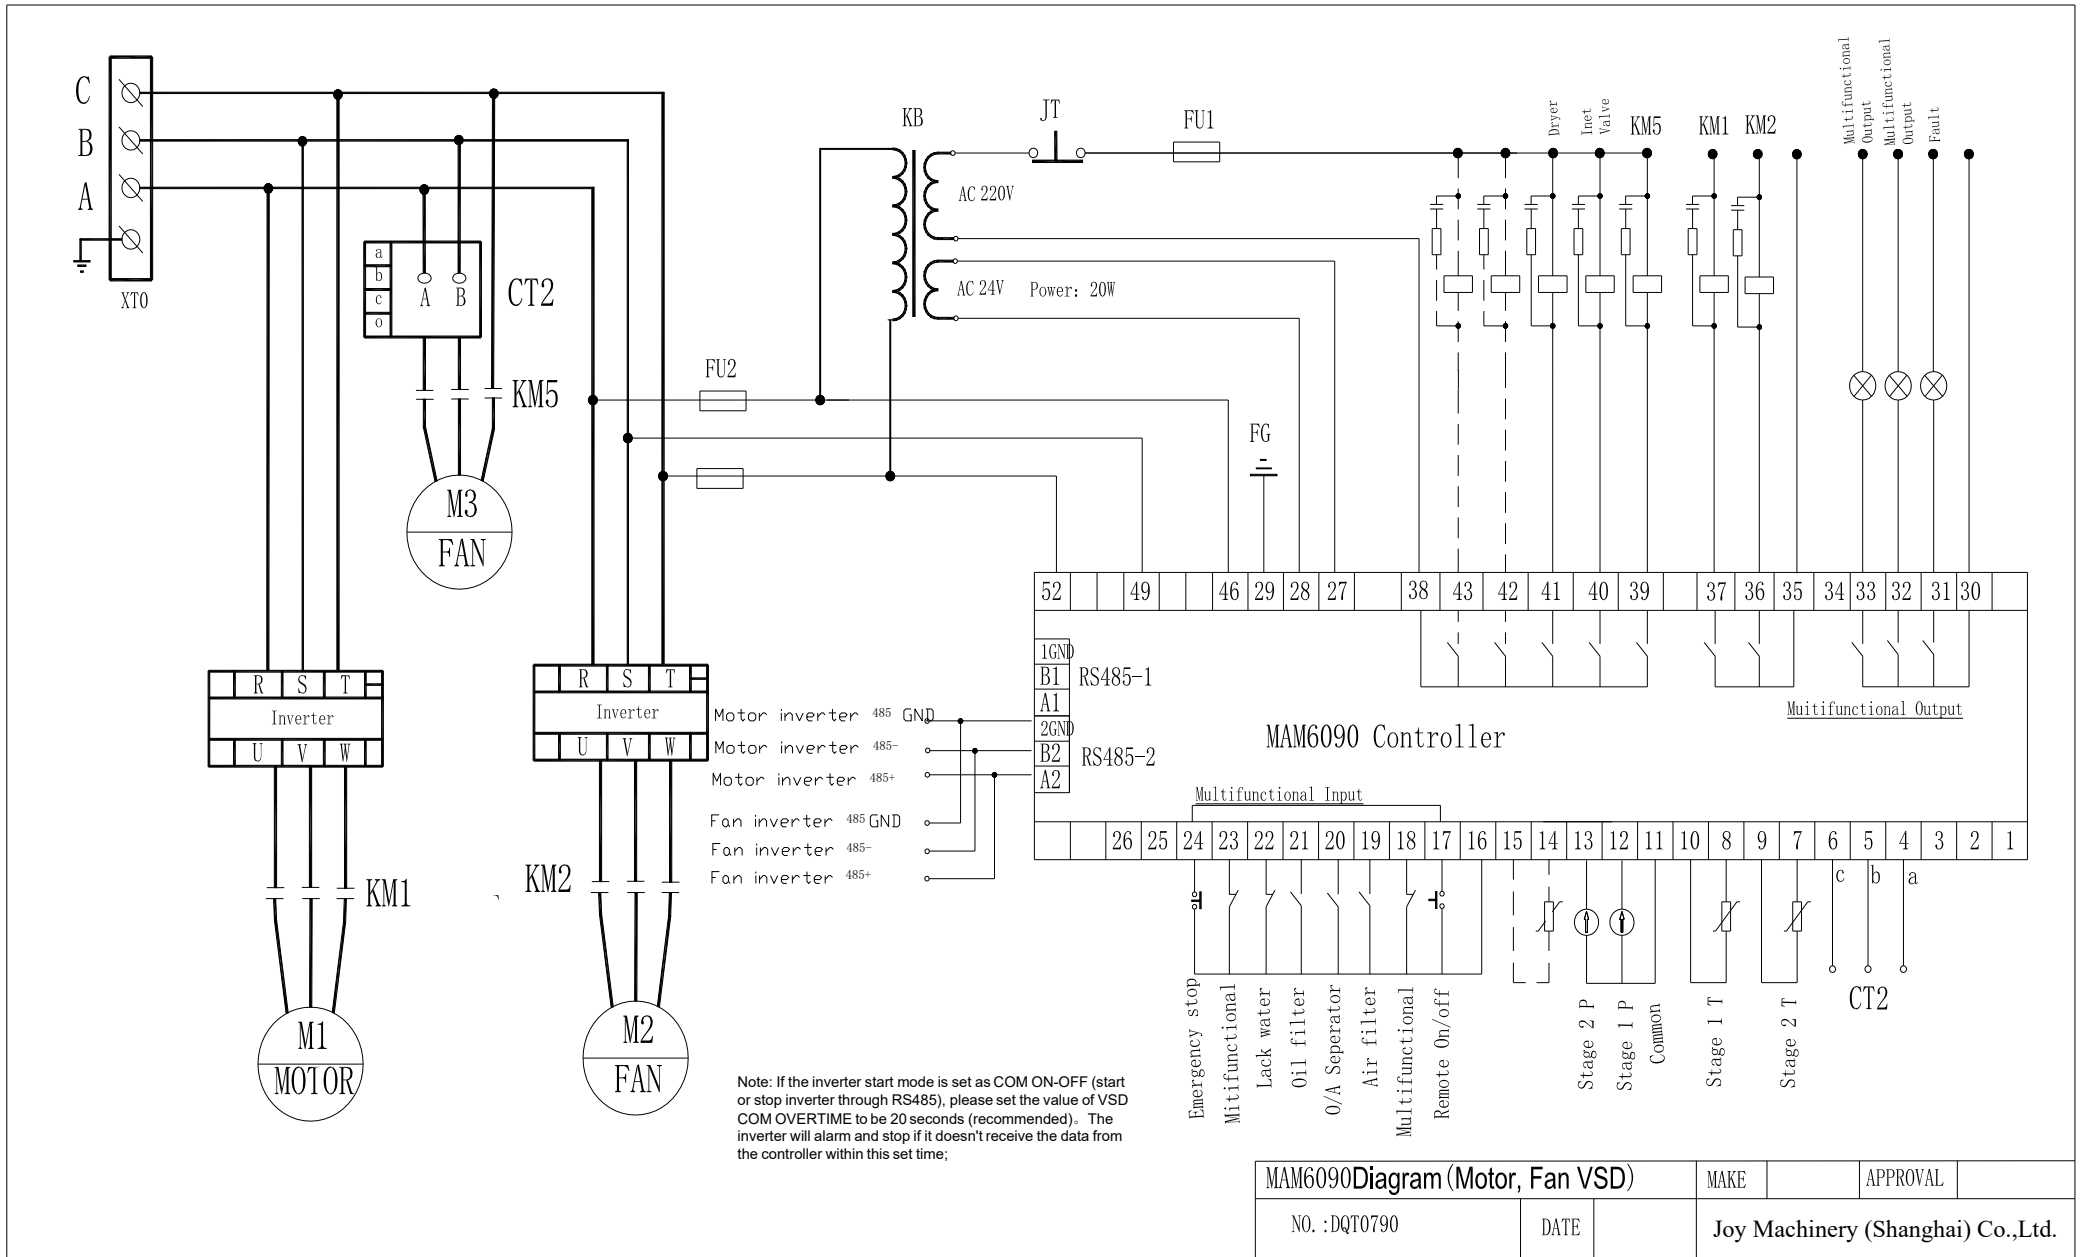 C
B
A
XT0
a
b
c
o
A B
CT2
KM5
M3
FAN
R S T
Inverter
U V W
KM1
M1
MOTOR
R S T
Inverter
U V W
KM2
M2
FAN
FU2
KB
JT
FU1
AC 220V
AC 24V Power: 20W
FG
Dryer
Inet
Valve
KM5
KM1
KM2
Multifunctional
Output
Multifunctional
Output
Fault
52 49 46 29 28 27 38 43 42 41 40 39 37 36 35 34 33 32 31 30
1GND
B1
A1
RS485-1
2GND
B2
A2
RS485-2
MAM6090 Controller
Muitifunctional Output
Multifunctional Input
Motor inverter 485 GND
Motor inverter 485-
Motor inverter 485+
Fan inverter 485 GND
Fan inverter 485-
Fan inverter 485+
26 25 24 23 22 21 20 19 18 17 16 15 14 13 12 11 10 8 9 7 6 5 4 3 2 1
c b a
CT2
Emergency stop
Mitifunctional
Lack water
Oil filter
O/A Seperator
Air filter
Multifunctional
Remote On/off
Stage 2 P
Stage 1 P
Common
Stage 1 T
Stage 2 T
Note: If the inverter start mode is set as COM ON-OFF (start
or stop inverter through RS485), please set the value of VSD
COM OVERTIME to be 20 seconds (recommended)。The
inverter will alarm and stop if it doesn't receive the data from
the controller within this set time;
MAM6090Diagram(Motor, Fan VSD)
MAKE
APPROVAL
NO.:DQT0790
DATE
Joy Machinery (Shanghai) Co.,Ltd.